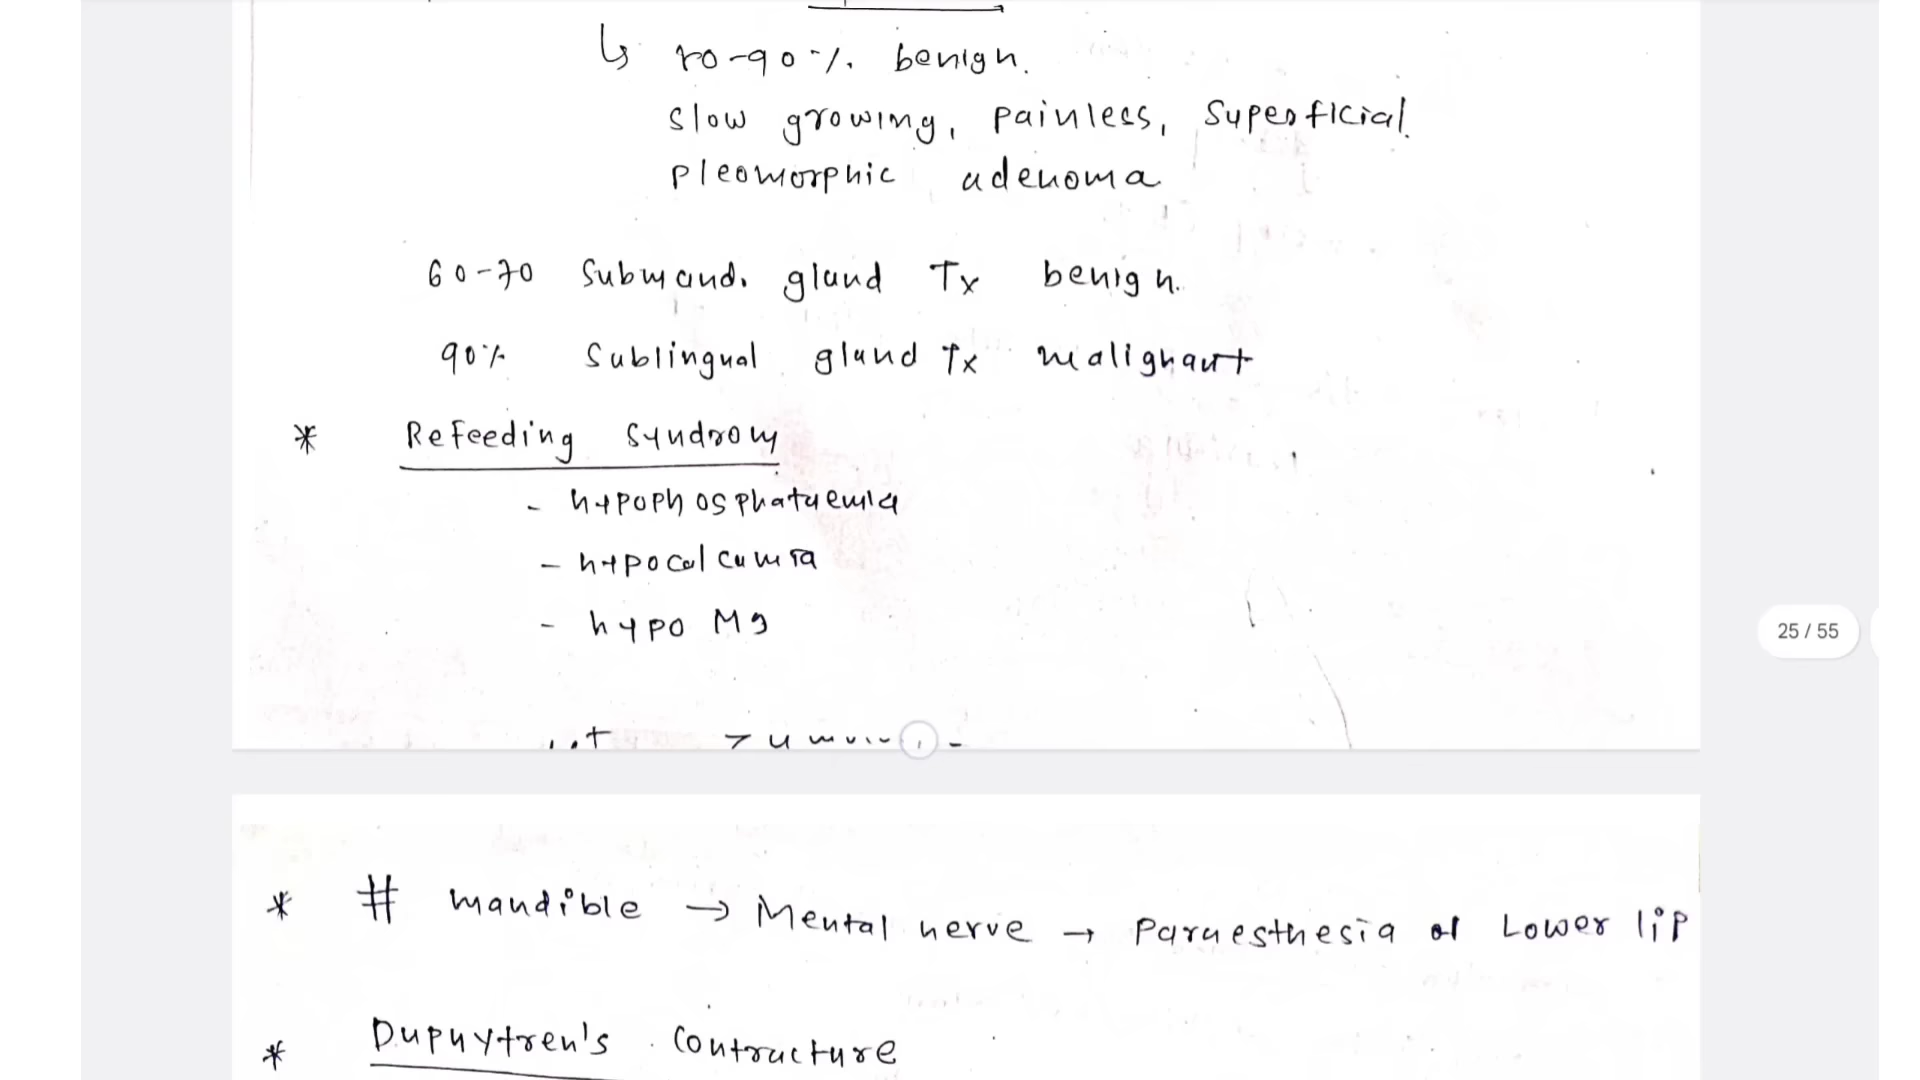 ↳ 80-90%. benign.
slow growing, painless, superficial.
pleomorphic adenoma
60-70 submand. gland Tx benign.
90% sublingual gland Tx malignant
* Refeeding syndrom
- hypophosphataemia
- hypocalcumia
- hypo Mg
25 / 55
* # mandible → Mental nerve → Paraesthesia of Lower lip
* Dupuytren's contracture